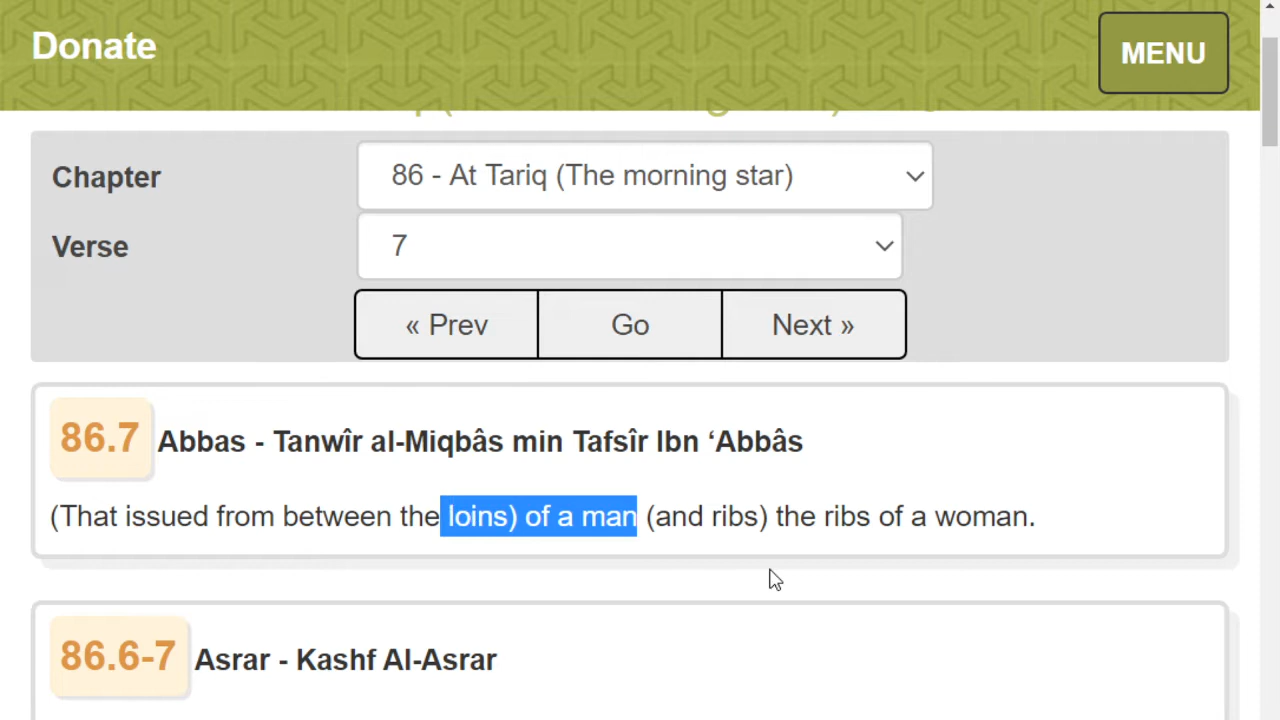 Donate
MENU
Chapter
86 - At Tariq (The morning star)
Verse
7
« Prev
Go
Next »
86.7 Abbas - Tanwîr al-Miqbâs min Tafsîr Ibn ‘Abbâs
(That issued from between the loins) of a man (and ribs) the ribs of a woman.
86.6-7 Asrar - Kashf Al-Asrar